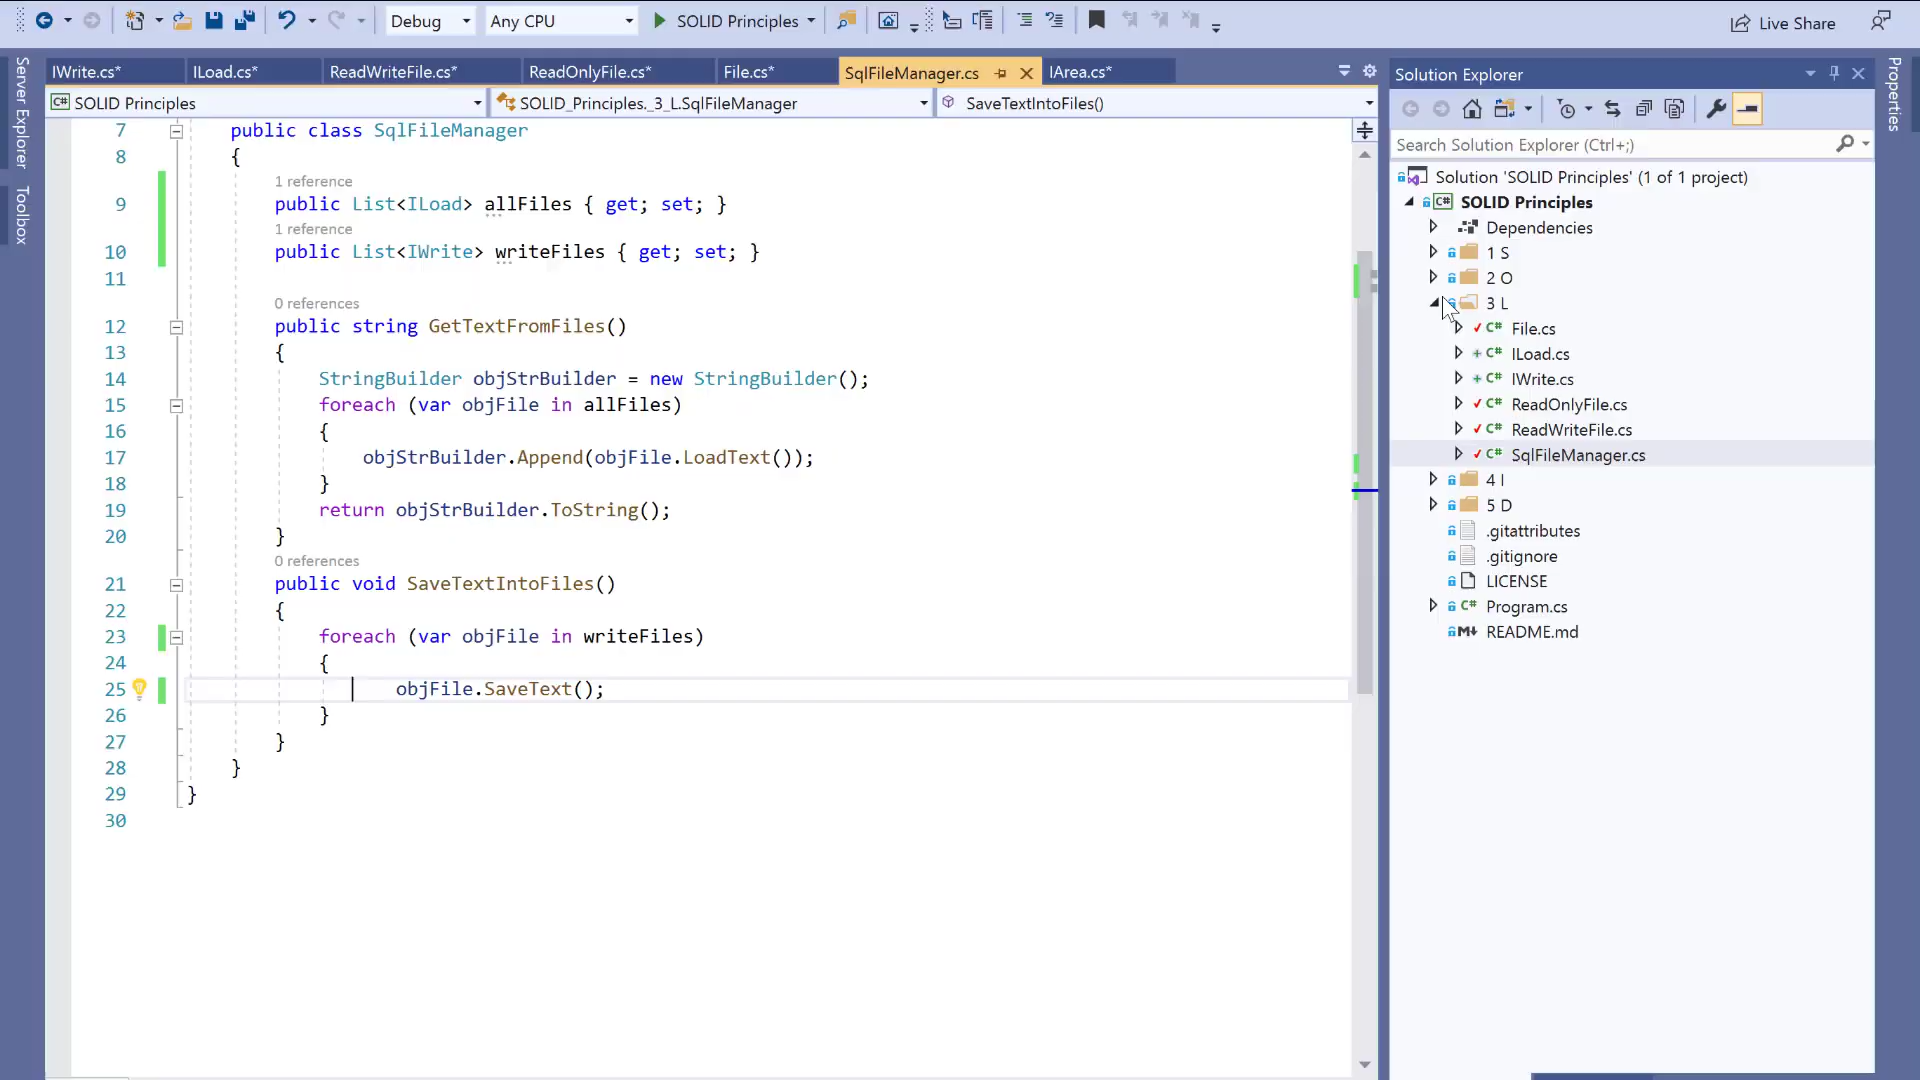 Debug
Any CPU
SOLID Principles
Live Share
Server Explorer
Toolbox
IWrite.cs*
ILoad.cs*
ReadWriteFile.cs*
ReadOnlyFile.cs*
File.cs*
SqlFileManager.cs
IArea.cs*
C# SOLID Principles
SOLID_Principles._3_L.SqlFileManager
SaveTextIntoFiles()
7 public class SqlFileManager
8 {
1 reference
9 public List<ILoad> allFiles { get; set; }
1 reference
10 public List<IWrite> writeFiles { get; set; }
11
0 references
12 public string GetTextFromFiles()
13 {
14 StringBuilder objStrBuilder = new StringBuilder();
15 foreach (var objFile in allFiles)
16 {
17 objStrBuilder.Append(objFile.LoadText());
18 }
19 return objStrBuilder.ToString();
20 }
0 references
21 public void SaveTextIntoFiles()
22 {
23 foreach (var objFile in writeFiles)
24 {
25 objFile.SaveText();
26 }
27 }
28 }
29 }
30
Solution Explorer
Search Solution Explorer (Ctrl+;)
Solution 'SOLID Principles' (1 of 1 project)
C# SOLID Principles
Dependencies
1 S
2 O
3 L
C# File.cs
C# ILoad.cs
C# IWrite.cs
C# ReadOnlyFile.cs
C# ReadWriteFile.cs
C# SqlFileManager.cs
4 I
5 D
.gitattributes
.gitignore
LICENSE
C# Program.cs
M README.md
Properties